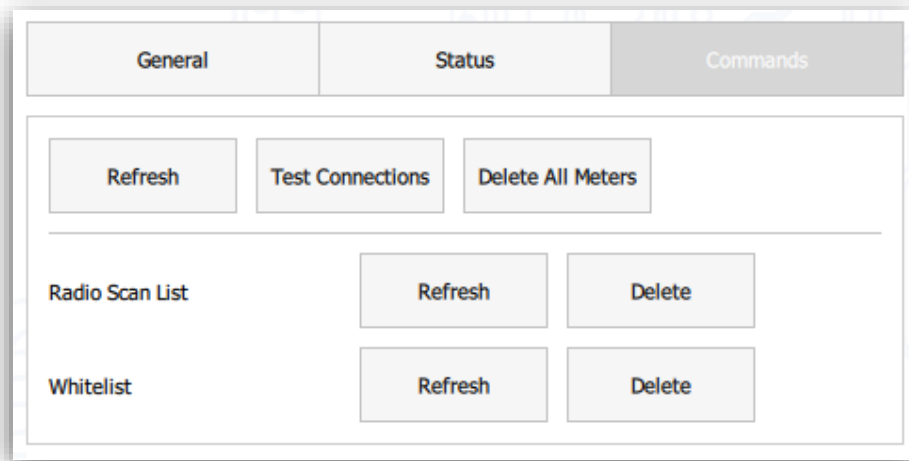 General Status Commands
Refresh Test Connections Delete All Meters
Radio Scan List Refresh Delete
Whitelist Refresh Delete